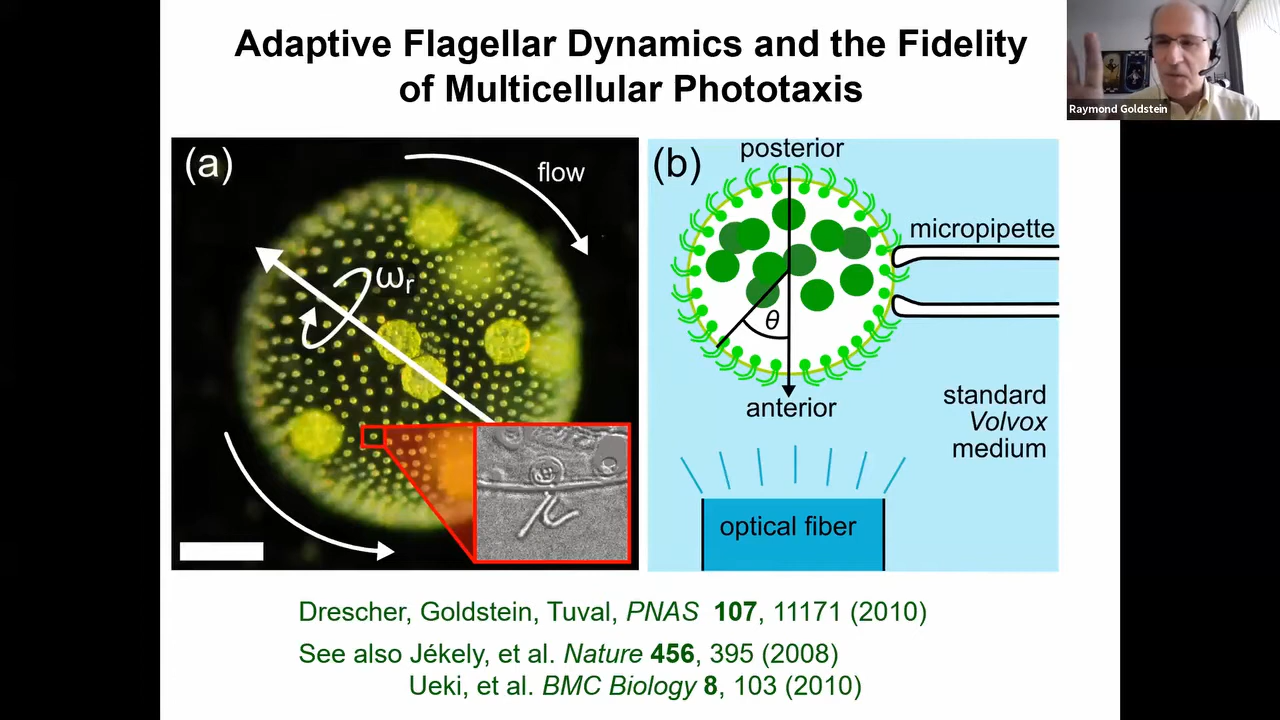 Adaptive Flagellar Dynamics and the Fidelity
of Multicellular Phototaxis
Raymond Goldstein
(a)
flow
ωr
(b)
posterior
micropipette
θ
anterior
standard
Volvox
medium
optical fiber
Drescher, Goldstein, Tuval, PNAS 107, 11171 (2010)
See also Jékely, et al. Nature 456, 395 (2008)
Ueki, et al. BMC Biology 8, 103 (2010)